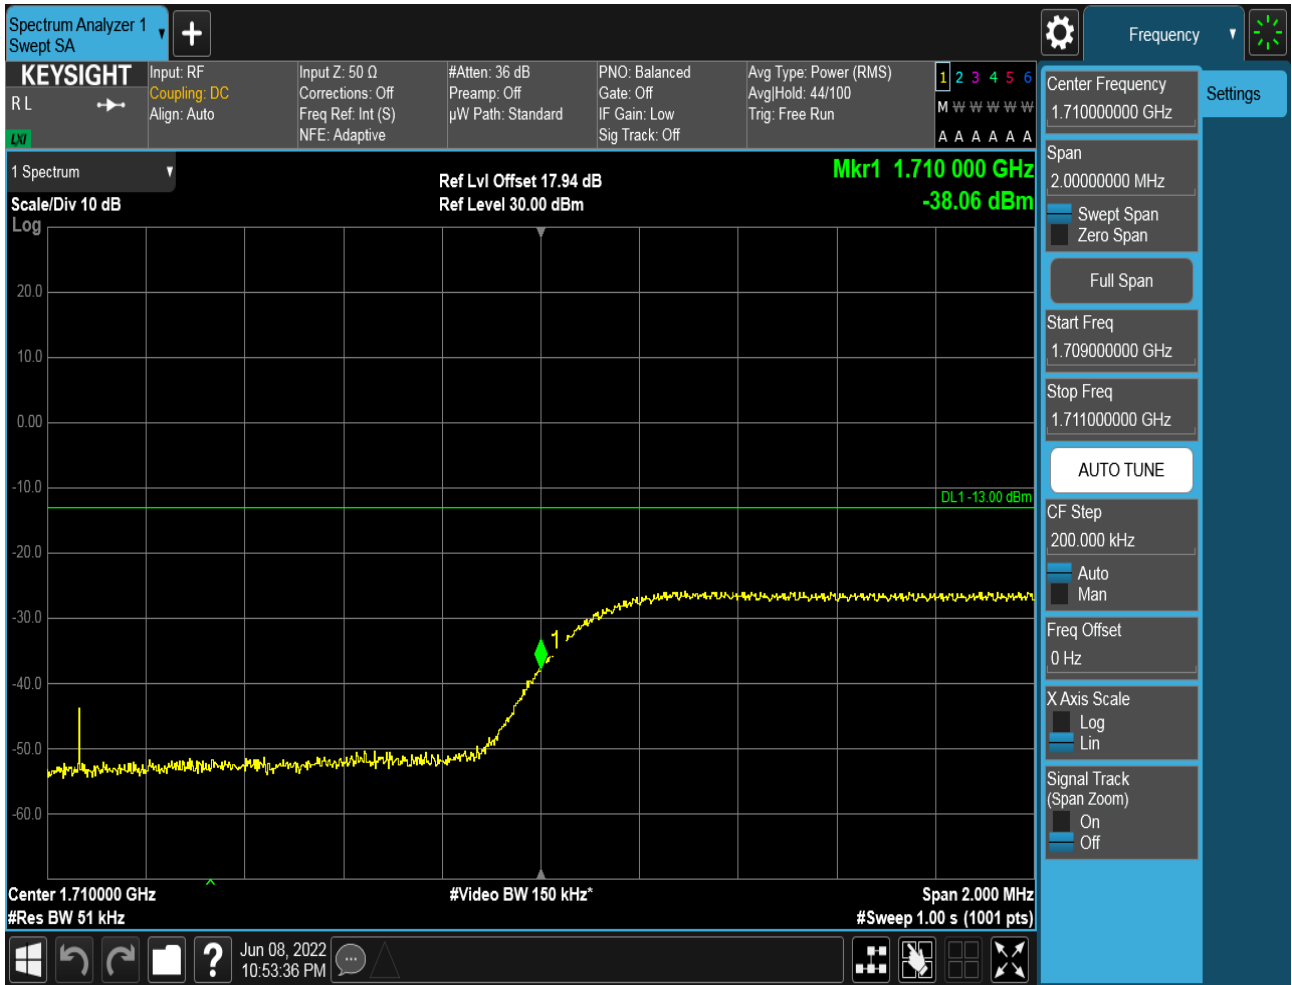 Spectrum Analyzer 1
Swept SA
Frequency
KEYSIGHT
R L
LXI
Input: RF
Coupling: DC
Align: Auto
Input Z: 50 Ω
Corrections: Off
Freq Ref: Int (S)
NFE: Adaptive
#Atten: 36 dB
Preamp: Off
µW Path: Standard
PNO: Balanced
Gate: Off
IF Gain: Low
Sig Track: Off
Avg Type: Power (RMS)
Avg|Hold: 44/100
Trig: Free Run
1 2 3 4 5 6
M W W W W W
A A A A A A
1 Spectrum
Scale/Div 10 dB
Log
Ref Lvl Offset 17.94 dB
Ref Level 30.00 dBm
Mkr1 1.710 000 GHz
-38.06 dBm
20.0
10.0
0.00
-10.0
DL1 -13.00 dBm
-20.0
-30.0
1
-40.0
-50.0
-60.0
Center 1.710000 GHz
#Video BW 150 kHz*
Span 2.000 MHz
#Res BW 51 kHz
#Sweep 1.00 s (1001 pts)
Jun 08, 2022
10:53:36 PM
Center Frequency
1.710000000 GHz
Settings
Span
2.00000000 MHz
Swept Span
Zero Span
Full Span
Start Freq
1.709000000 GHz
Stop Freq
1.711000000 GHz
AUTO TUNE
CF Step
200.000 kHz
Auto
Man
Freq Offset
0 Hz
X Axis Scale
Log
Lin
Signal Track
(Span Zoom)
On
Off